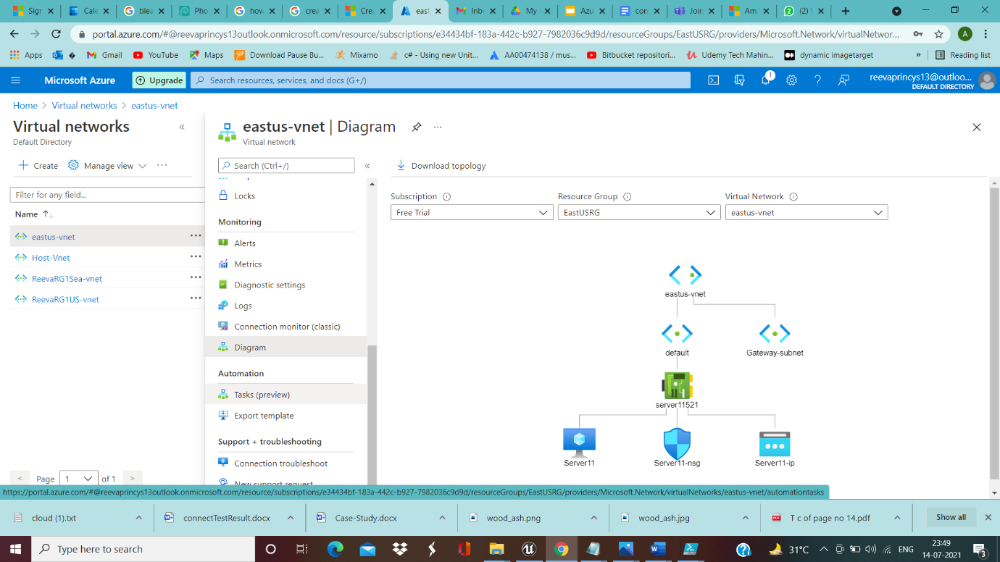 Sign
Cale
tilea
Pho
how
crea
Crea
east
Inbo
My
Azu
cori
Join
Ama
(2) V
portal.azure.com/#@reevaprincys13outlook.onmicrosoft.com/resource/subscriptions/e34434bf-183a-442c-b927-7982036c9d9d/resourceGroups/EastUSRG/providers/Microsoft.Network/virtualNetwor...
A
Apps
Gmail
YouTube
Maps
Download Pause Bu...
Mixamo
c# - Using new Unit...
AA00474138 / mus...
Bitbucket repositori...
Udemy Tech Mahin...
dynamic imagetarget
»
Reading list
Microsoft Azure
Upgrade
Search resources, services, and docs (G+/)
1
reevaprincys13@outloo...
DEFAULT DIRECTORY
Home > Virtual networks > eastus-vnet
Virtual networks
«
Default Directory
Create
Manage view
...
Filter for any field...
Name ↑↓
eastus-vnet ...
Host-Vnet ...
ReevaRG1Sea-vnet ...
ReevaRG1US-vnet ...
< Page 1 of 1 >
eastus-vnet | Diagram
...
Virtual network
Search (Ctrl+/)
«
Locks
Monitoring
Alerts
Metrics
Diagnostic settings
Logs
Connection monitor (classic)
Diagram
Automation
Tasks (preview)
Export template
Support + troubleshooting
Connection troubleshoot
New support request
Download topology
Subscription
Resource Group
Virtual Network
Free Trial
EastUSRG
eastus-vnet
eastus-vnet
default
Gateway-subnet
server11521
Server11
Server11-nsg
Server11-ip
https://portal.azure.com/#@reevaprincys13outlook.onmicrosoft.com/resource/subscriptions/e34434bf-183a-442c-b927-7982036c9d9d/resourceGroups/EastUSRG/providers/Microsoft.Network/virtualNetworks/eastus-vnet/automationtasks
cloud (1).txt
connectTestResult.docx
Case-Study.docx
wood_ash.png
wood_ash.jpg
PDF
T c of page no 14.pdf
Show all
Type here to search
31°C
ENG
23:49
14-07-2021
3